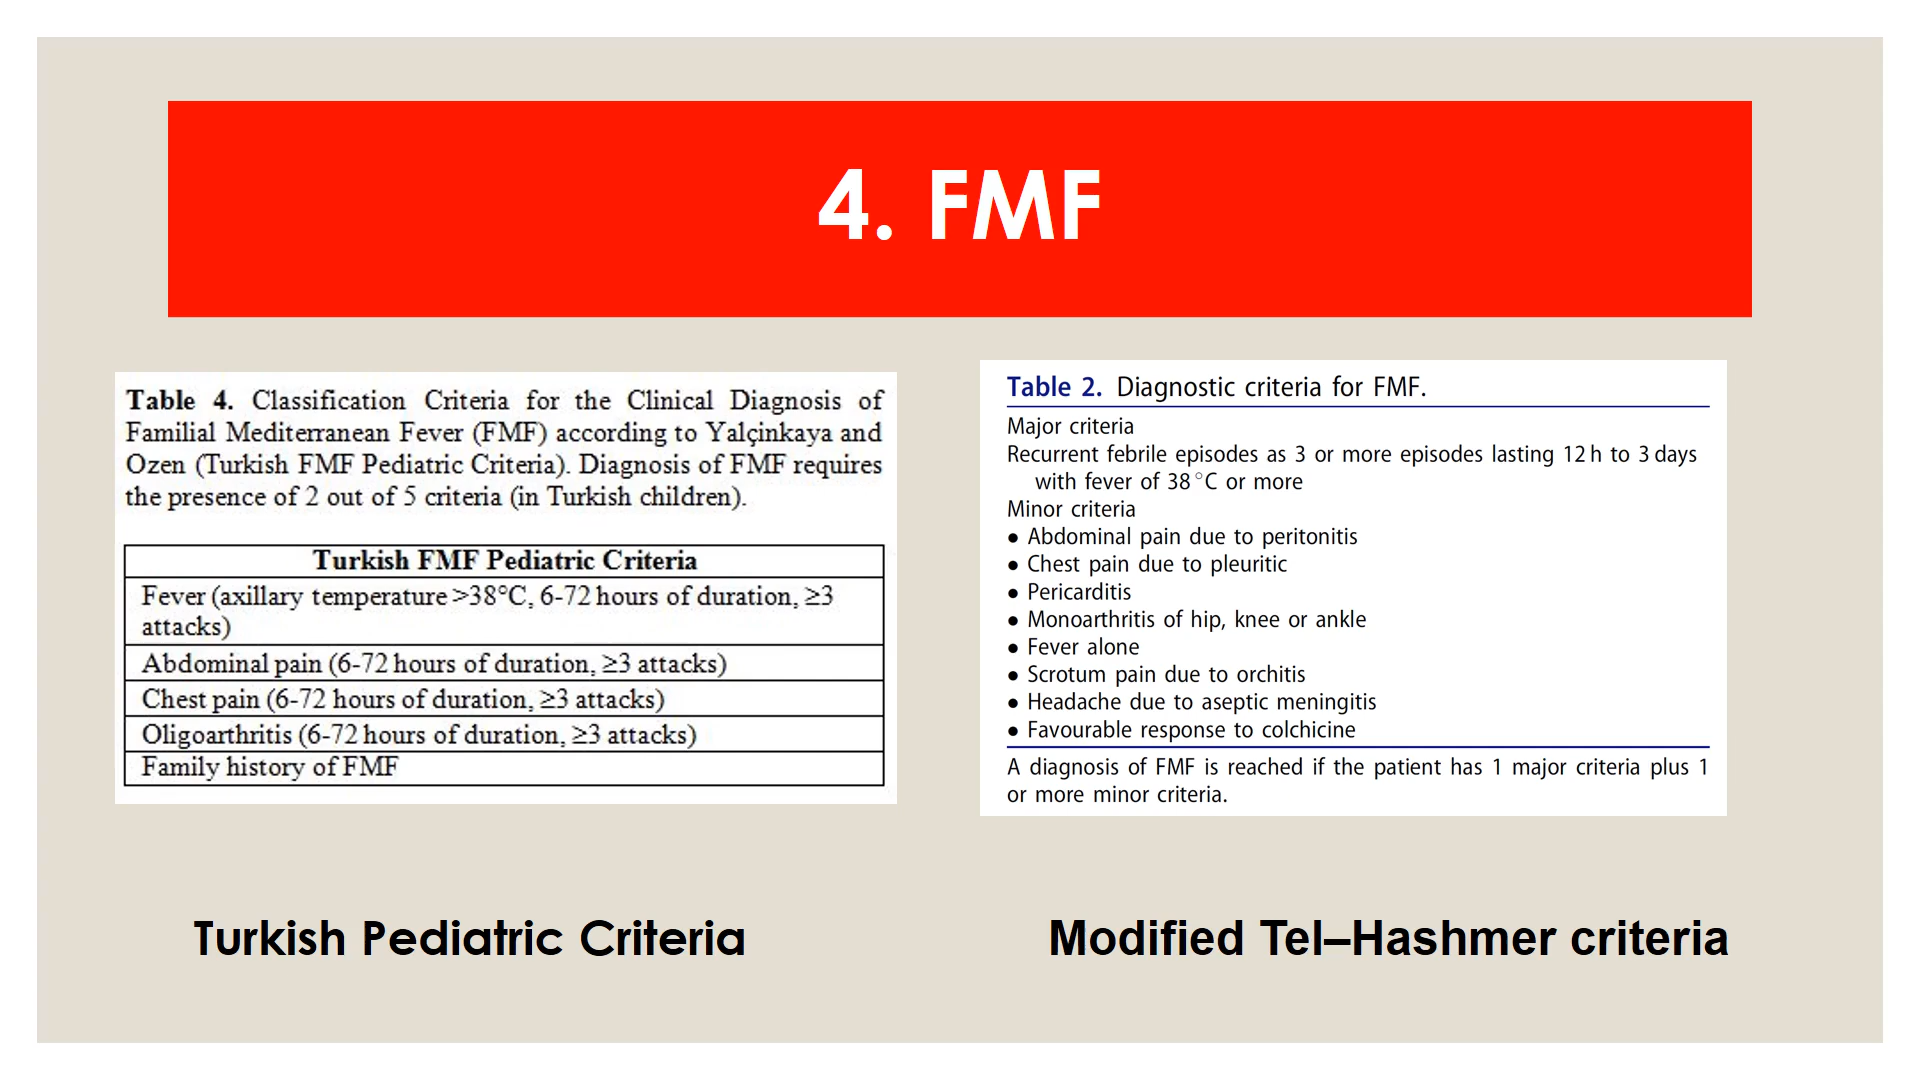 4. FMF
Table 4. Classification Criteria for the Clinical Diagnosis of
Familial Mediterranean Fever (FMF) according to Yalçinkaya and
Ozen (Turkish FMF Pediatric Criteria). Diagnosis of FMF requires
the presence of 2 out of 5 criteria (in Turkish children).
Turkish FMF Pediatric Criteria
Fever (axillary temperature >38°C, 6-72 hours of duration, ≥3
attacks)
Abdominal pain (6-72 hours of duration, ≥3 attacks)
Chest pain (6-72 hours of duration, ≥3 attacks)
Oligoarthritis (6-72 hours of duration, ≥3 attacks)
Family history of FMF
Turkish Pediatric Criteria
Table 2. Diagnostic criteria for FMF.
Major criteria
Recurrent febrile episodes as 3 or more episodes lasting 12 h to 3 days
with fever of 38 °C or more
Minor criteria
● Abdominal pain due to peritonitis
● Chest pain due to pleuritic
● Pericarditis
● Monoarthritis of hip, knee or ankle
● Fever alone
● Scrotum pain due to orchitis
● Headache due to aseptic meningitis
● Favourable response to colchicine
A diagnosis of FMF is reached if the patient has 1 major criteria plus 1
or more minor criteria.
Modified Tel–Hashmer criteria